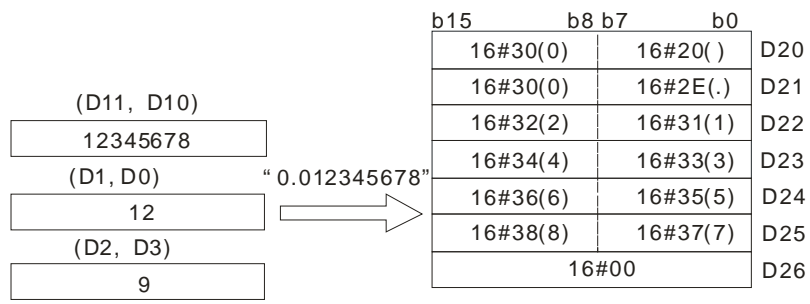 b15 b8 b7 b0
16#30(0) 16#20( ) D20
16#30(0) 16#2E(.) D21
(D11, D10)
16#32(2) 16#31(1) D22
12345678
16#34(4) 16#33(3) D23
(D1, D0) “ 0.012345678”
16#36(6) 16#35(5) D24
12
16#38(8) 16#37(7) D25
(D2, D3)
16#00 D26
9